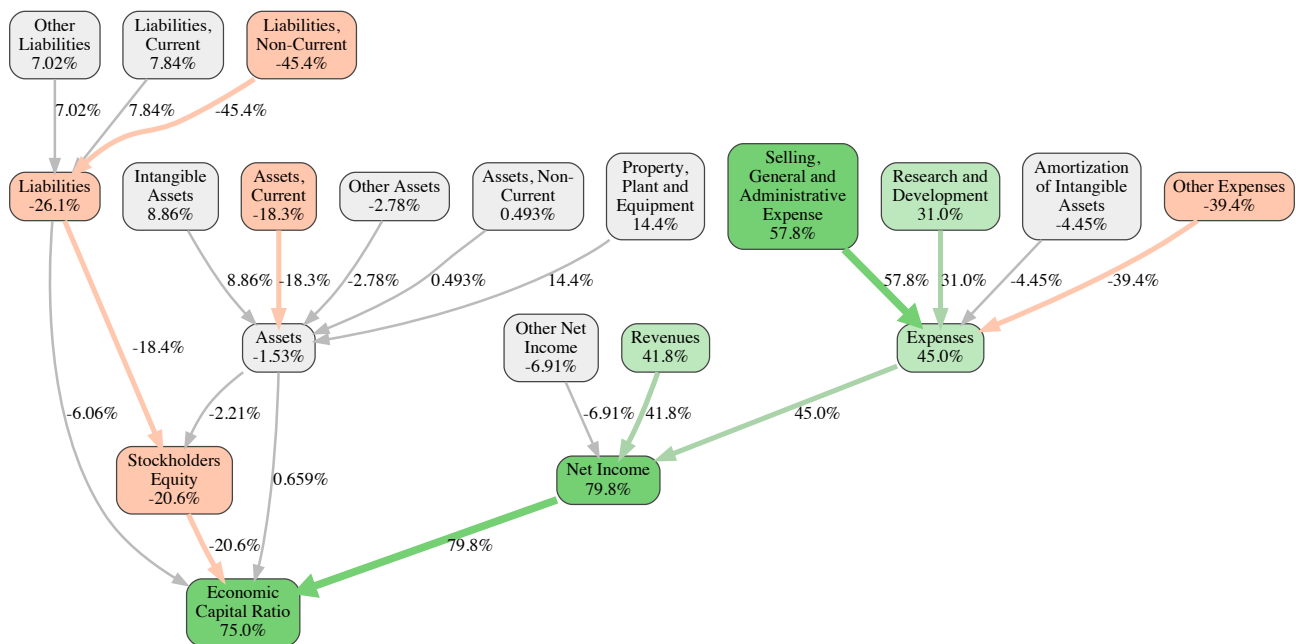 Other
Liabilities
7.02%
Liabilities,
Current
7.84%
Liabilities,
Non-Current
-45.4%
7.02%
7.84%
-45.4%
Liabilities
-26.1%
Intangible
Assets
8.86%
Assets,
Current
-18.3%
Other Assets
-2.78%
Assets, Non-
Current
0.493%
Property,
Plant and
Equipment
14.4%
Selling,
General and
Administrative
Expense
57.8%
Research and
Development
31.0%
Amortization
of Intangible
Assets
-4.45%
Other Expenses
-39.4%
8.86%
-18.3%
-2.78%
0.493%
14.4%
57.8%
31.0%
-4.45%
-39.4%
Assets
-1.53%
Other Net
Income
-6.91%
Revenues
41.8%
Expenses
45.0%
-18.4%
-6.06%
-2.21%
-6.91%
41.8%
45.0%
Stockholders
Equity
-20.6%
0.659%
Net Income
79.8%
-20.6%
79.8%
Economic
Capital Ratio
75.0%